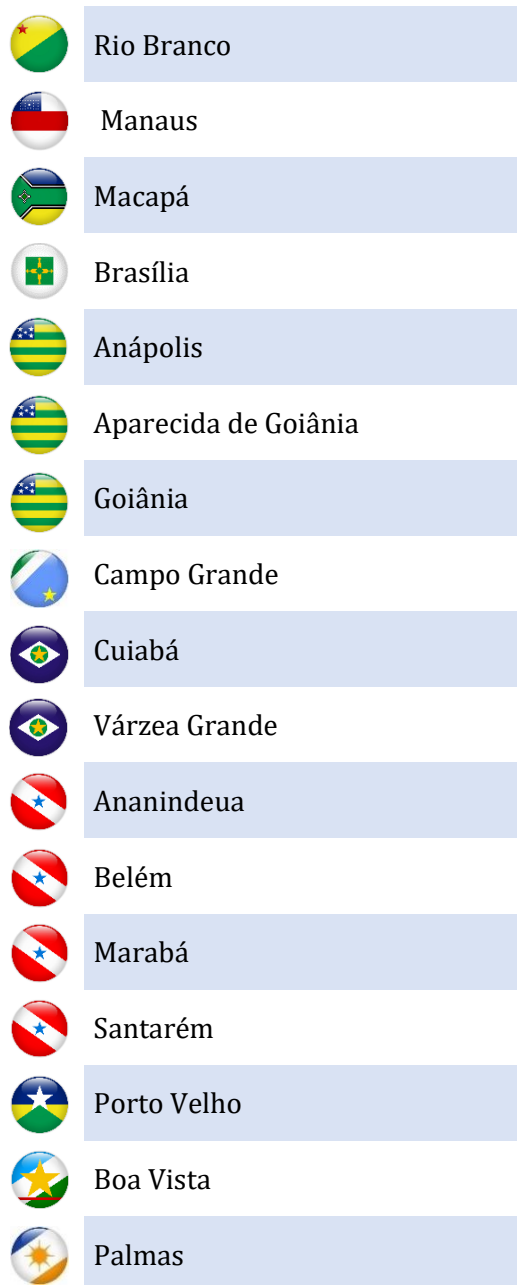 Rio Branco
Manaus
Macapá
Brasília
Anápolis
Aparecida de Goiânia
Goiânia
Campo Grande
Cuiabá
Várzea Grande
Ananindeua
Belém
Marabá
Santarém
Porto Velho
Boa Vista
Palmas